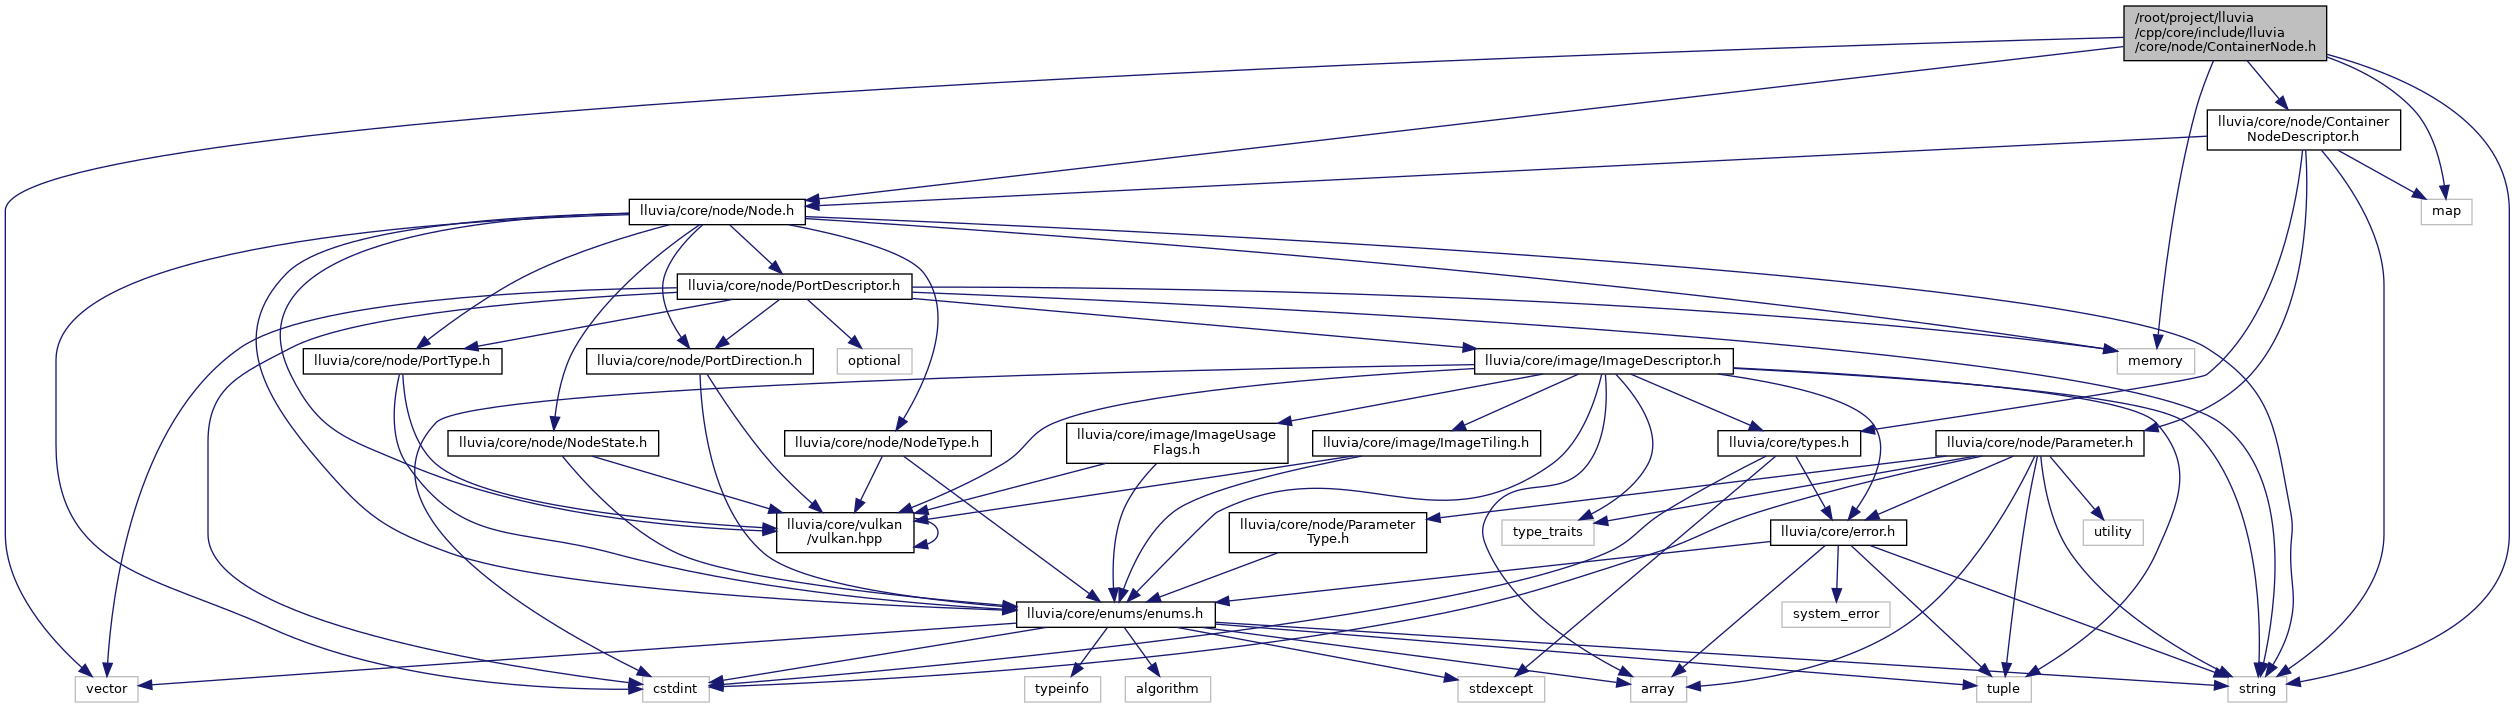 /root/project/lluvia
/cpp/core/include/lluvia
/core/node/ContainerNode.h
lluvia/core/node/Container
NodeDescriptor.h
lluvia/core/node/Node.h
map
lluvia/core/node/PortDescriptor.h
lluvia/core/node/PortType.h
lluvia/core/node/PortDirection.h
optional
lluvia/core/image/ImageDescriptor.h
memory
lluvia/core/node/NodeState.h
lluvia/core/node/NodeType.h
lluvia/core/image/ImageUsage
Flags.h
lluvia/core/image/ImageTiling.h
lluvia/core/types.h
lluvia/core/node/Parameter.h
lluvia/core/vulkan
/vulkan.hpp
lluvia/core/node/Parameter
Type.h
type_traits
lluvia/core/error.h
utility
lluvia/core/enums/enums.h
system_error
vector
cstdint
typeinfo
algorithm
stdexcept
array
tuple
string